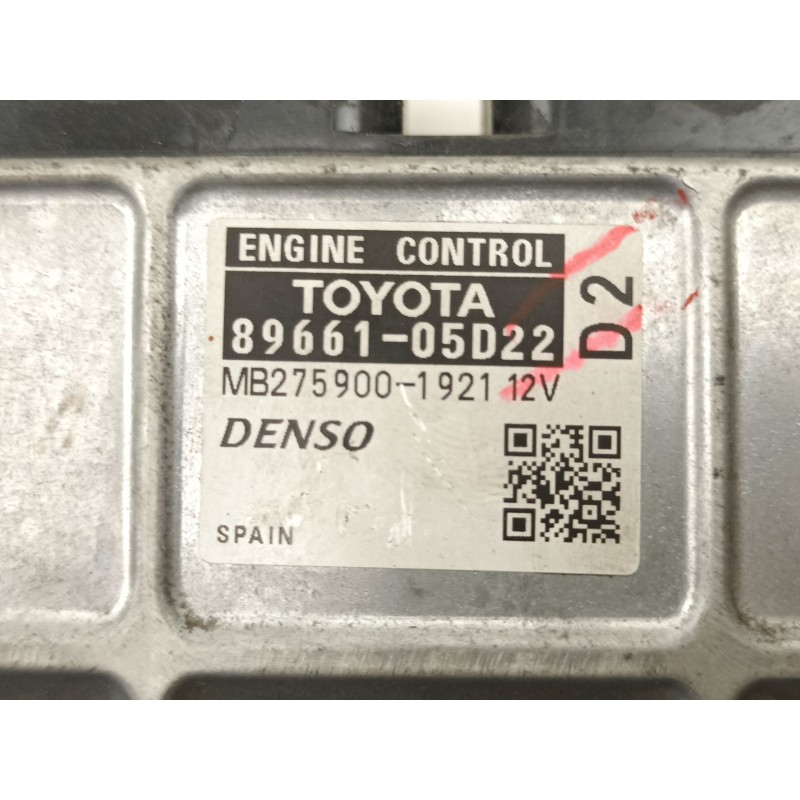 ENGINE CONTROL
TOYOTA
89661-05D22
D2
MB275900-1921 12V
DENSO
SPAIN